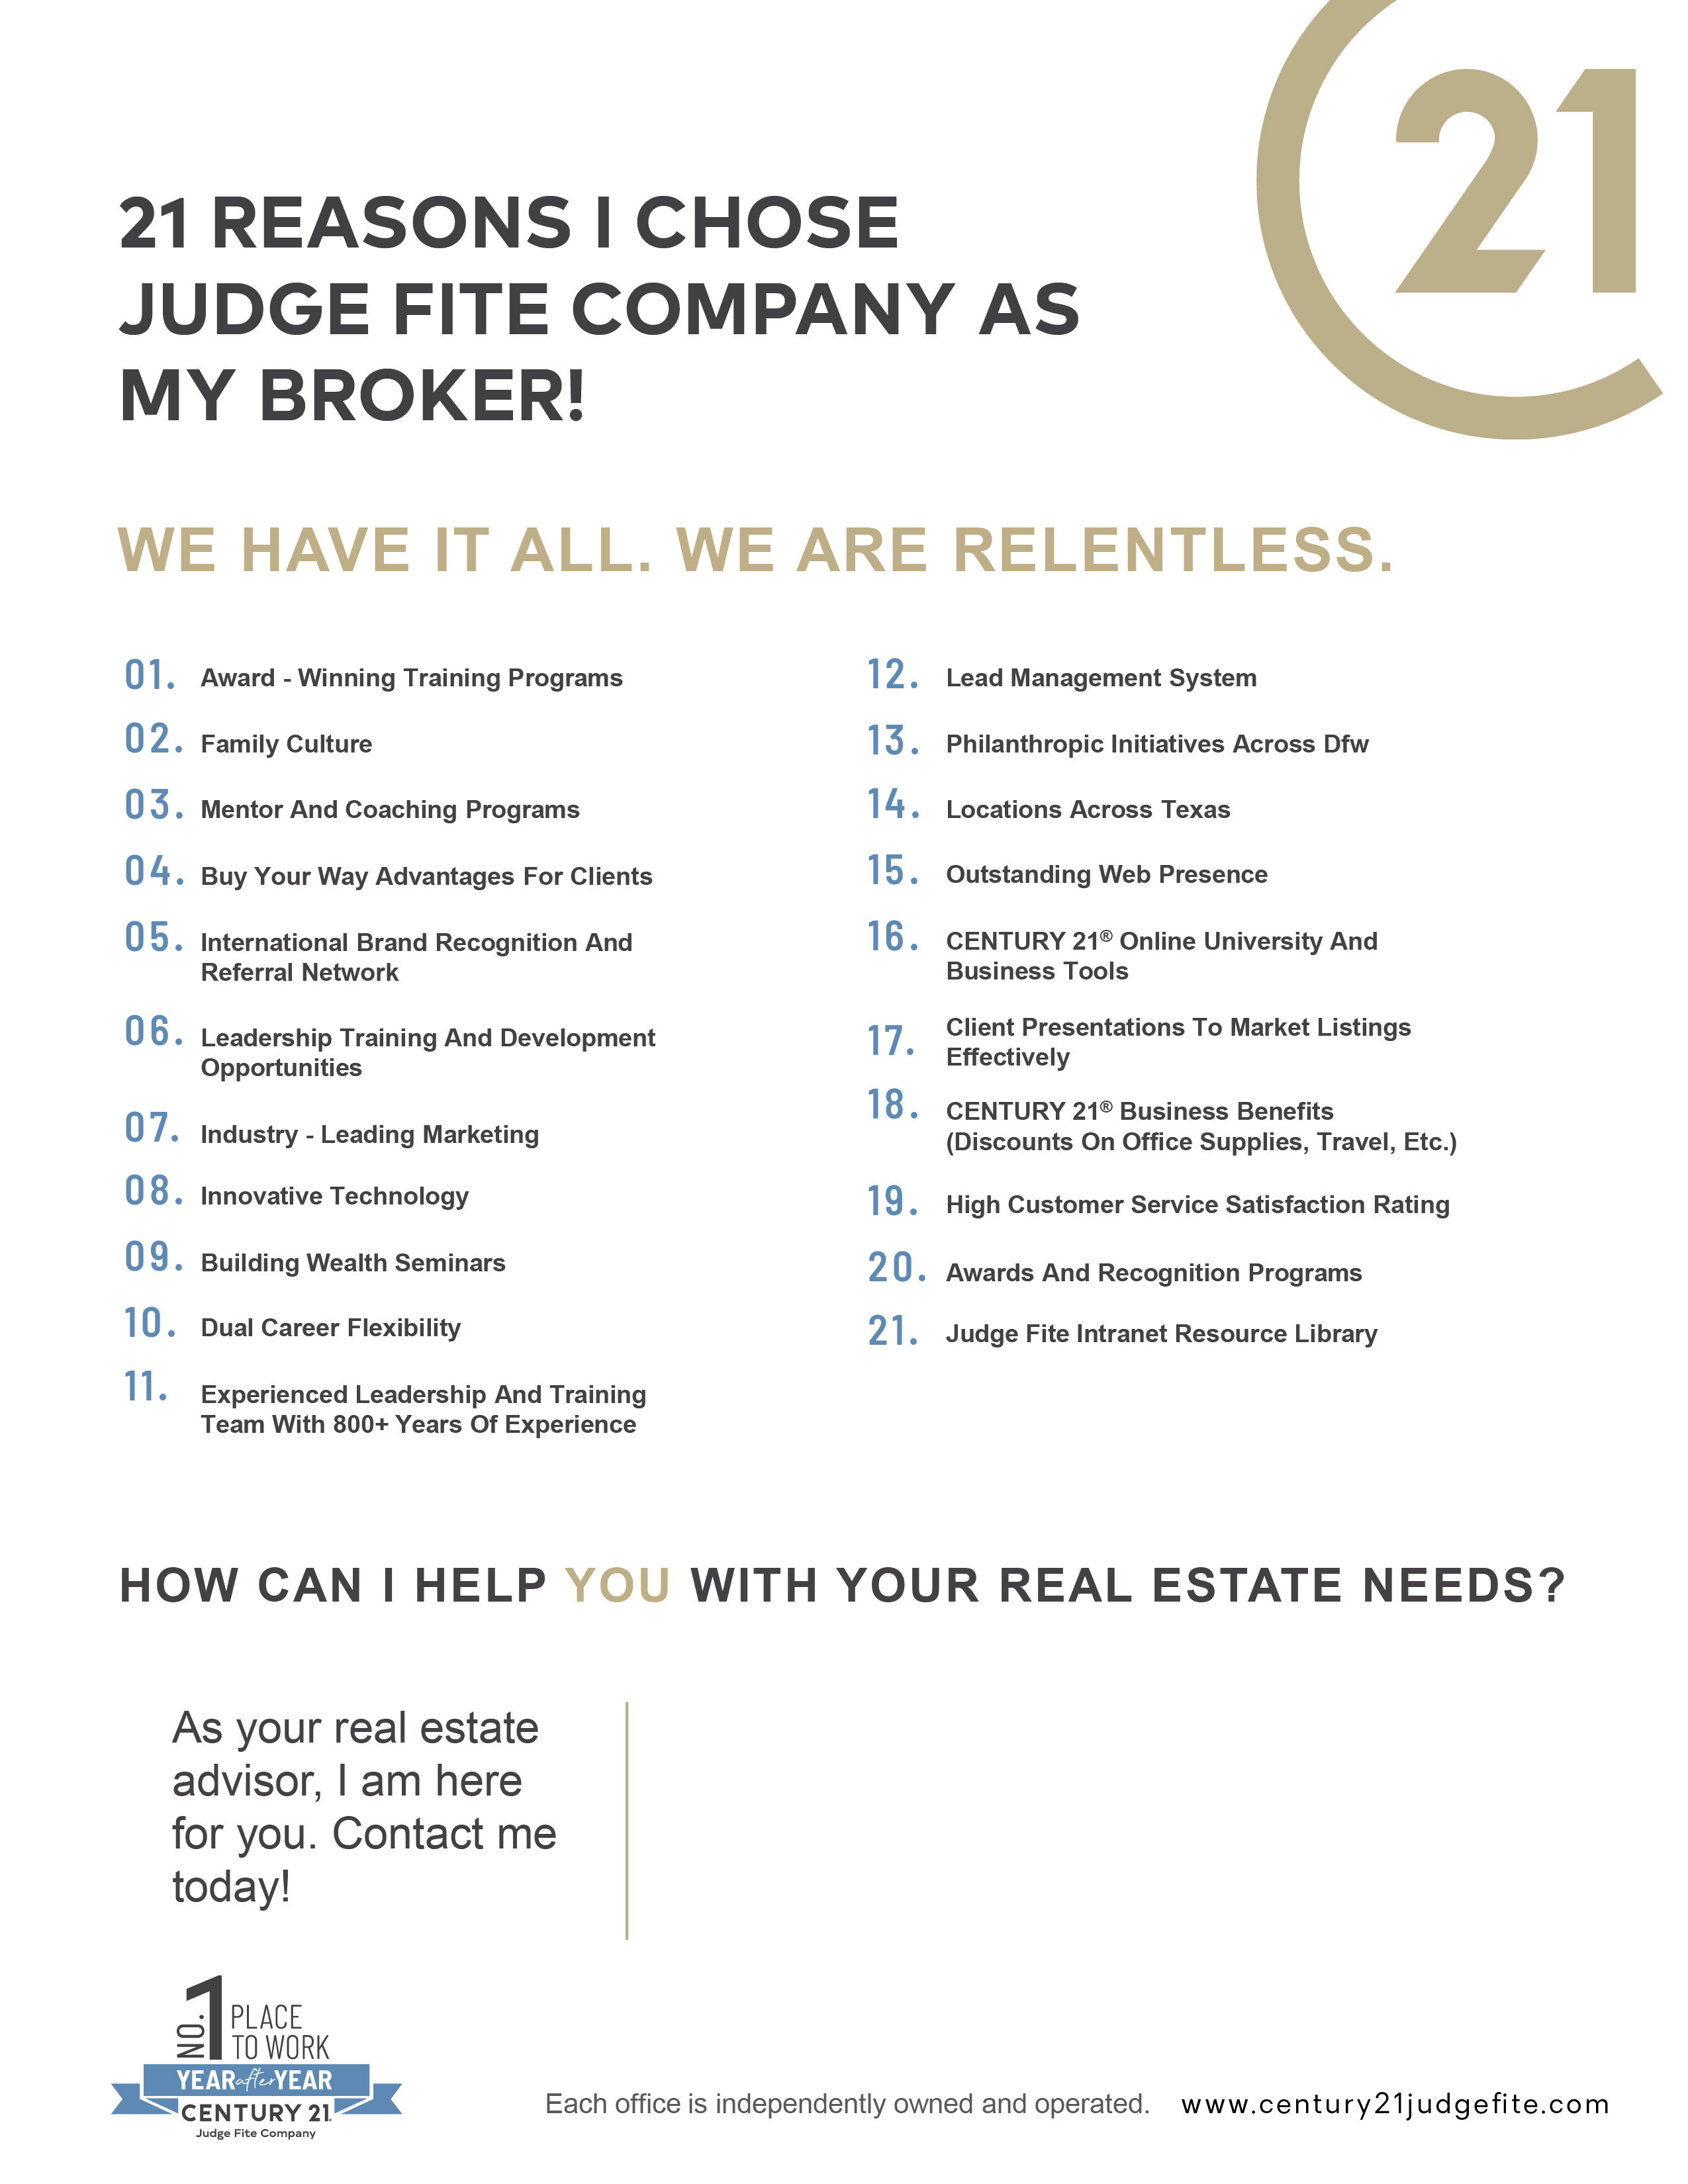 21
21 REASONS I CHOSE
JUDGE FITE COMPANY AS
MY BROKER!
WE HAVE IT ALL. WE ARE RELENTLESS.
01. Award - Winning Training Programs
02. Family Culture
03. Mentor And Coaching Programs
04. Buy Your Way Advantages For Clients
05. International Brand Recognition And
Referral Network
06. Leadership Training And Development
Opportunities
07. Industry - Leading Marketing
08. Innovative Technology
09. Building Wealth Seminars
10. Dual Career Flexibility
11. Experienced Leadership And Training
Team With 800+ Years Of Experience
12. Lead Management System
13. Philanthropic Initiatives Across Dfw
14. Locations Across Texas
15. Outstanding Web Presence
16. CENTURY 21® Online University And
Business Tools
17. Client Presentations To Market Listings
Effectively
18. CENTURY 21® Business Benefits
(Discounts On Office Supplies, Travel, Etc.)
19. High Customer Service Satisfaction Rating
20. Awards And Recognition Programs
21. Judge Fite Intranet Resource Library
HOW CAN I HELP YOU WITH YOUR REAL ESTATE NEEDS?
As your real estate
advisor, I am here
for you. Contact me
today!
NO. 1 PLACE
TO WORK
YEAR after YEAR
CENTURY 21.
Judge Fite Company
Each office is independently owned and operated. www.century21judgefite.com